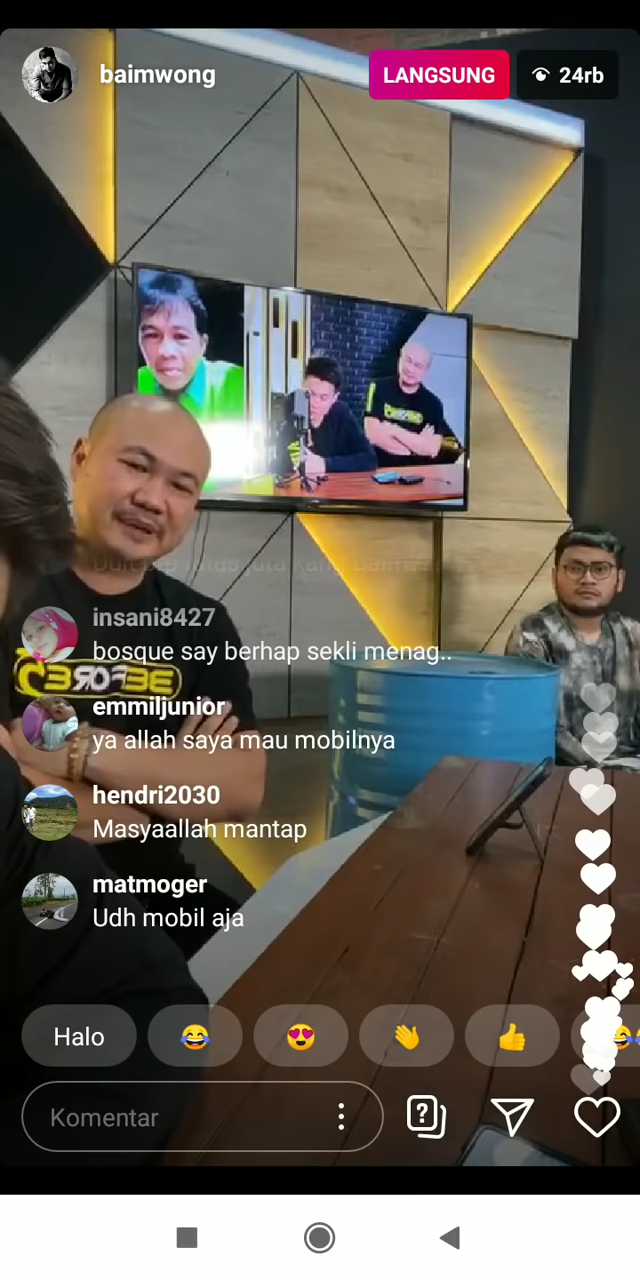 baimwong
LANGSUNG
24rb
insani8427
bosque say berhap sekli menag..
emmiljunior
ya allah saya mau mobilnya
hendri2030
Masyaallah mantap
matmoger
Udh mobil aja
Halo
Komentar